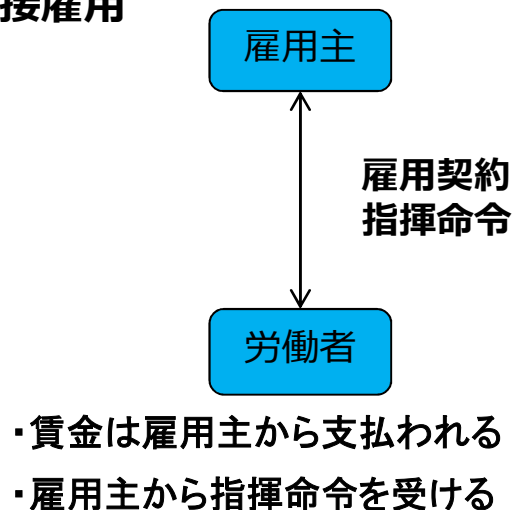 接雇用
雇用主
雇用契約
指揮命令
労働者
・賃金は雇用主から支払われる
・雇用主から指揮命令を受ける